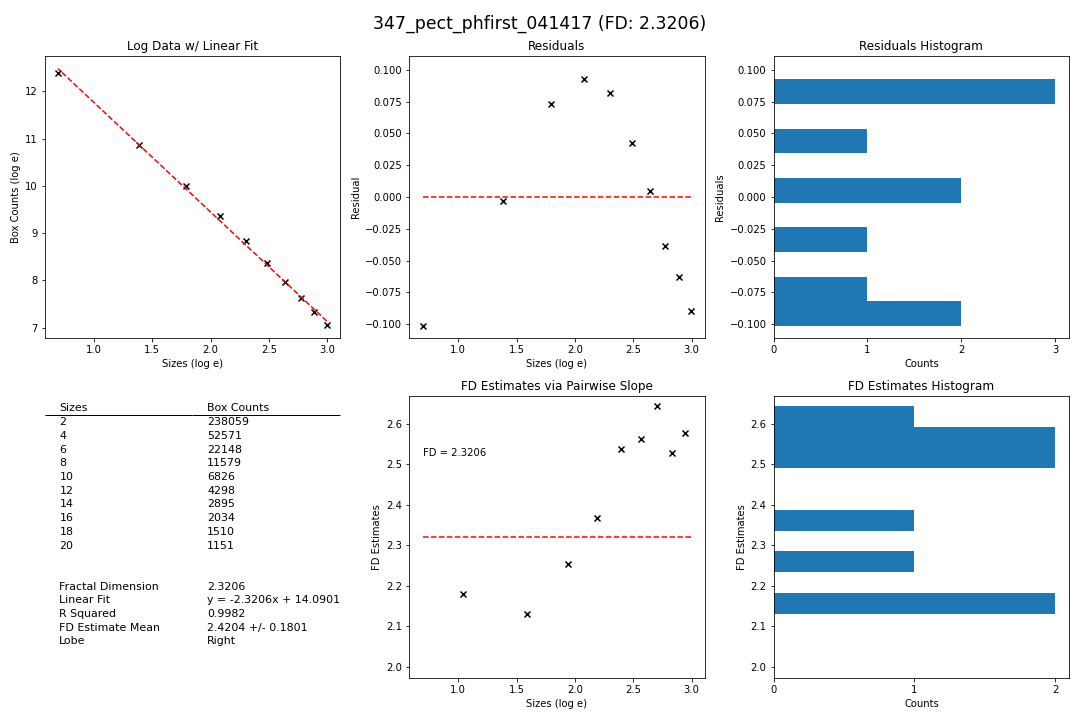 347_pect_phfirst_041417 (FD: 2.3206)
Log Data w/ Linear Fit
Box Counts (log e)
12
11
10
9
8
7
1.0 1.5 2.0 2.5 3.0
Sizes (log e)
Residuals
Residual
0.100
0.075
0.050
0.025
0.000
−0.025
−0.050
−0.075
−0.100
1.0 1.5 2.0 2.5 3.0
Sizes (log e)
Residuals Histogram
Residuals
0.100
0.075
0.050
0.025
0.000
−0.025
−0.050
−0.075
−0.100
0 1 2 3
Counts
Sizes Box Counts
2 238059
4 52571
6 22148
8 11579
10 6826
12 4298
14 2895
16 2034
18 1510
20 1151
Fractal Dimension 2.3206
Linear Fit y = -2.3206x + 14.0901
R Squared 0.9982
FD Estimate Mean 2.4204 +/- 0.1801
Lobe Right
FD Estimates via Pairwise Slope
FD Estimates
2.6
2.5
2.4
2.3
2.2
2.1
2.0
FD = 2.3206
1.0 1.5 2.0 2.5 3.0
Sizes (log e)
FD Estimates Histogram
FD Estimates
2.6
2.5
2.4
2.3
2.2
2.1
2.0
0 1 2
Counts